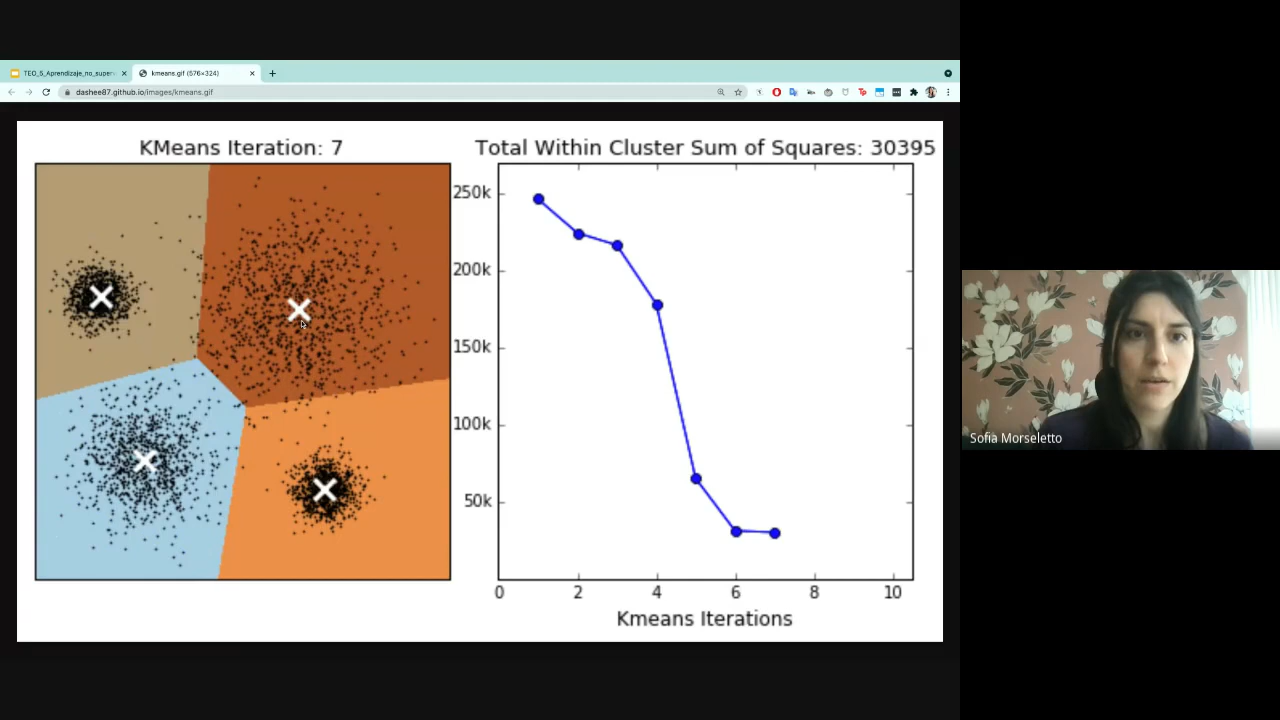 TEO_5_Aprendizaje_no_super
kmeans.gif (576×324)
dashee87.github.io/images/kmeans.gif
KMeans Iteration: 7
Total Within Cluster Sum of Squares: 30395
250k
200k
150k
100k
50k
0 2 4 6 8 10
Kmeans Iterations
Sofia Morseletto